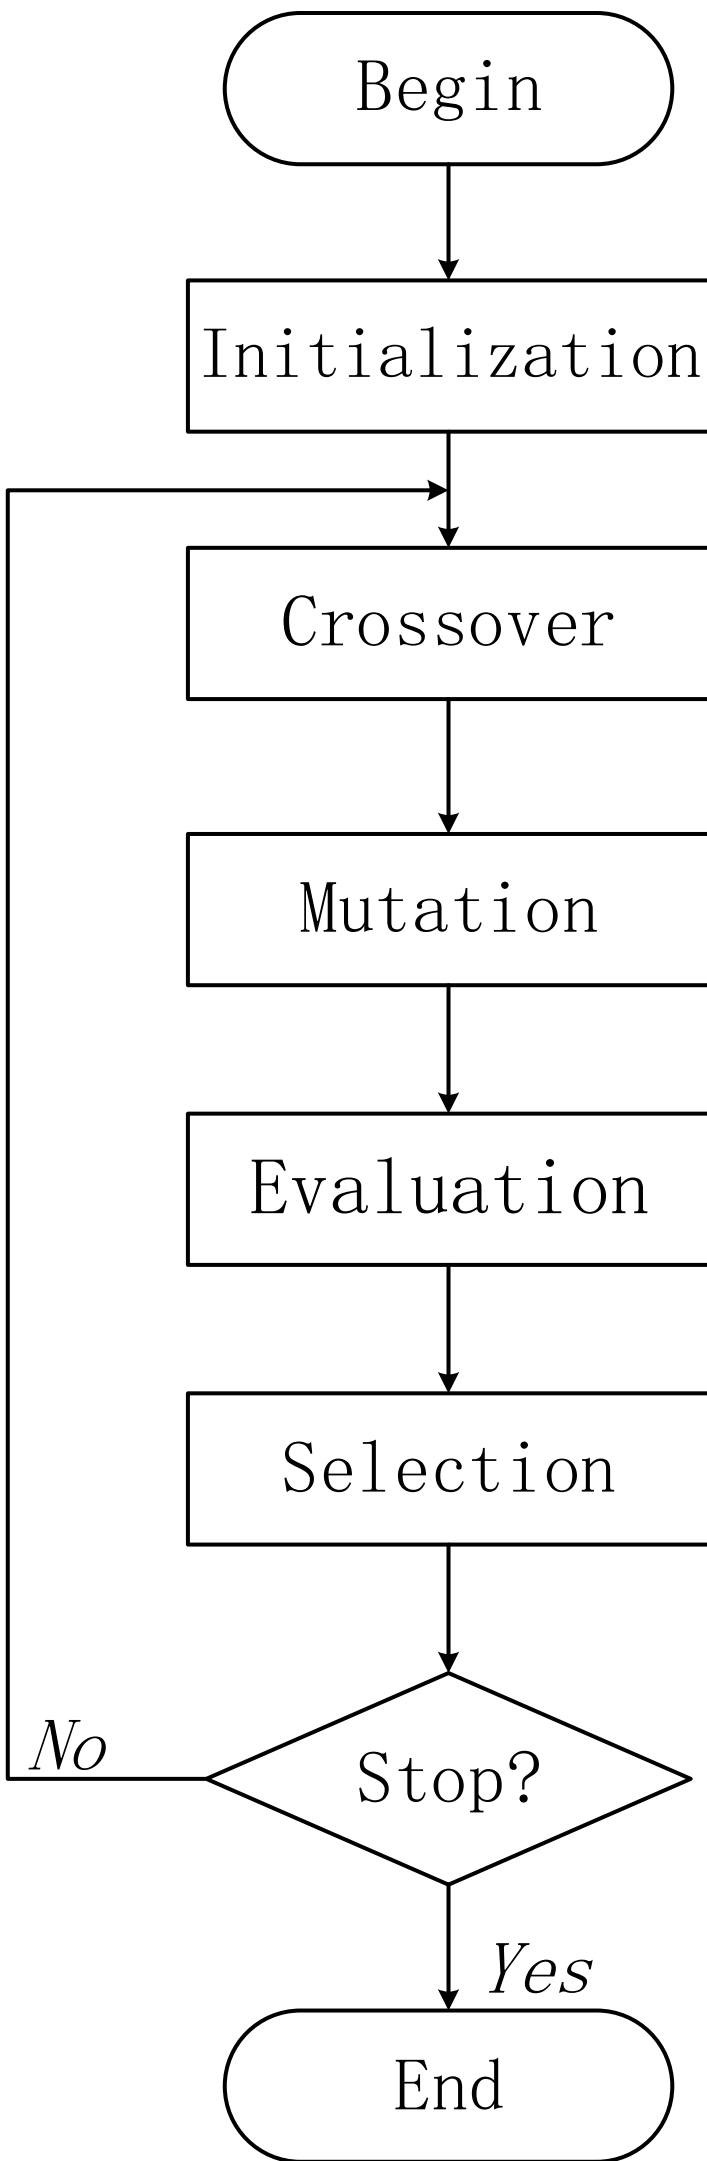 Begin
Initialization
Crossover
Mutation
Evaluation
Selection
No
Stop?
Yes
End